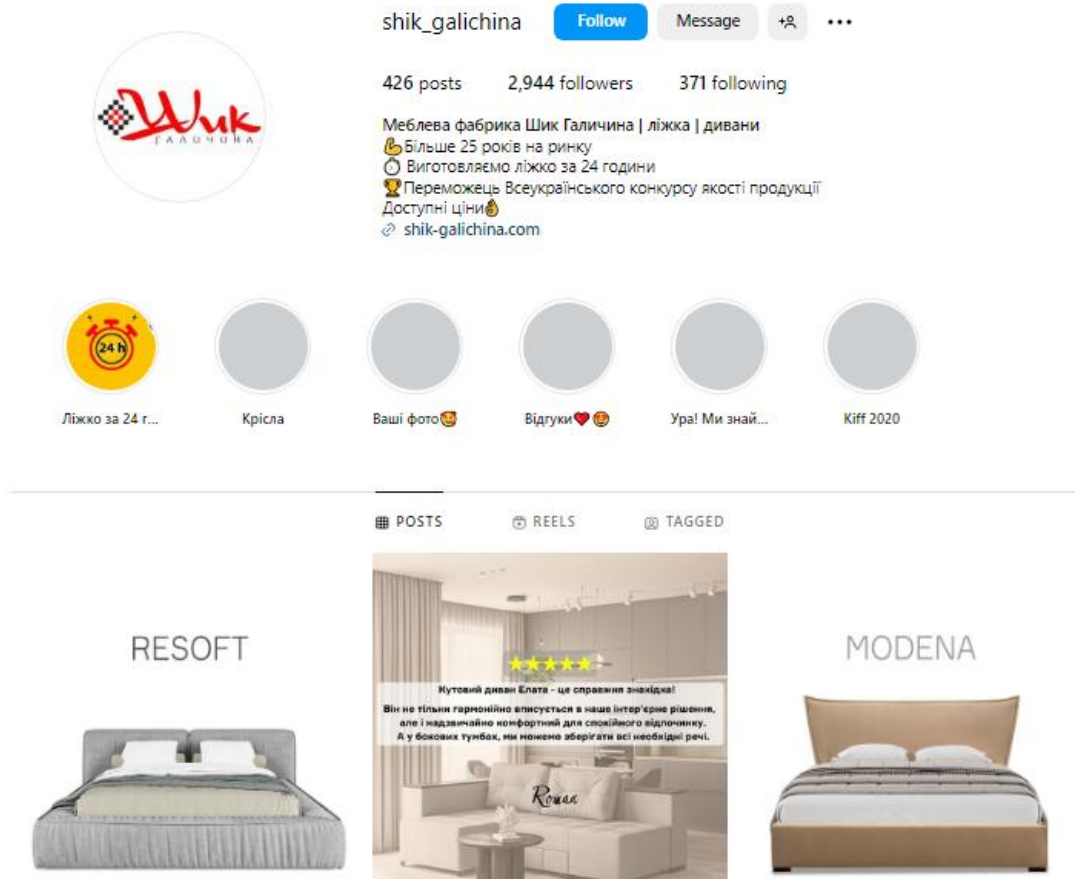 shik_galichina
Follow
Message
426 posts
2,944 followers
371 following
Меблева фабрика Шик Галичина | ліжка | дивани
💪Більше 25 років на ринку
⏱ Виготовляємо ліжко за 24 години
🏆Переможець Всеукраїнського конкурсу якості продукції
Доступні ціни👌
shik-galichina.com
Шик
ГАЛИЧИНА
24 h
Ліжко за 24 г...
Крісла
Ваші фото🥰
Відгуки❤️🥰
Ура! Ми знай...
Kiff 2020
POSTS
REELS
TAGGED
RESOFT
Кутовий диван Елата - це справжня знахідка!
Він не тільки гармонійно вписується в наше інтер'єрне рішення,
але і надзвичайно комфортний для спокійного відпочинку.
А у бокових тумбах, ми можемо зберігати всі необхідні речі.
Roman
MODENA